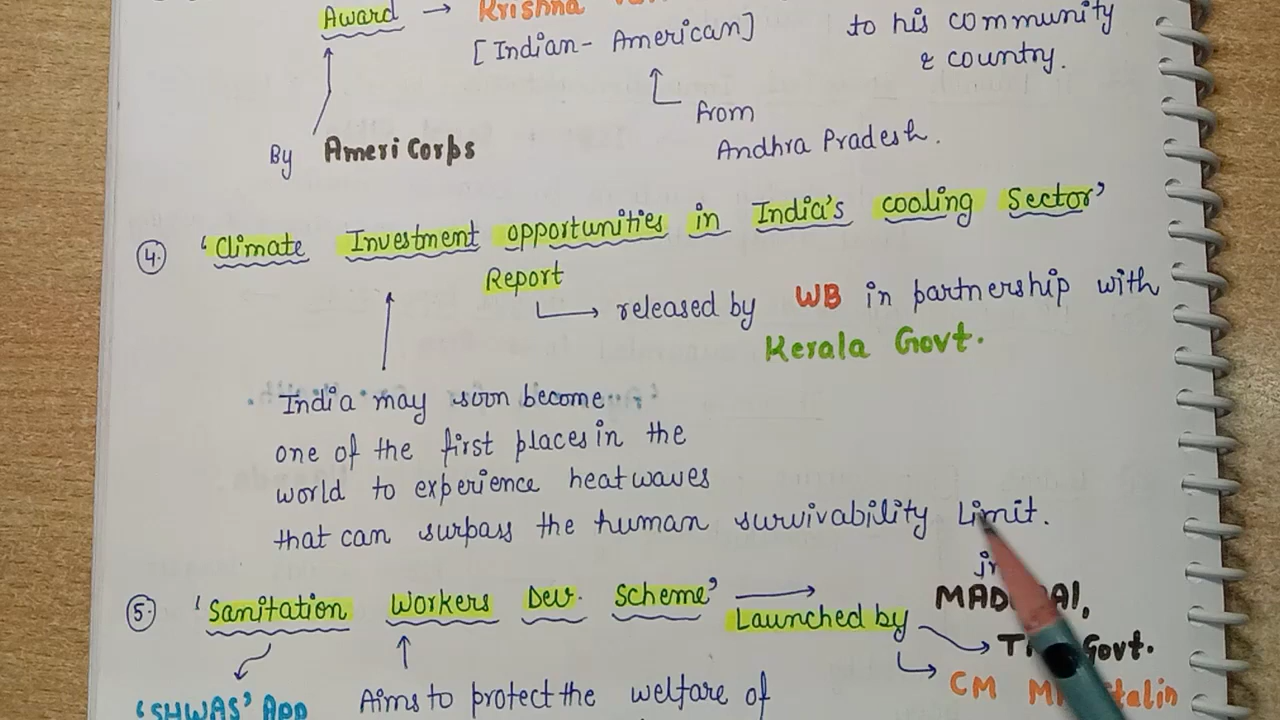 Award → Krishna
[Indian-American]
to his community
& country.
from
Andhra Pradesh.
By AmeriCorps
4. 'Climate Investment opportunities in India's cooling Sector'
Report
released by WB in partnership with
Kerala Govt.
India may soon become
one of the first places in the
world to experience heatwaves
that can surpass the human survivability Limit.
5. 'Sanitation Workers Dev. Scheme' → Launched by
in
Govt.
CM
'SHWAS' App
Aims to protect the welfare of